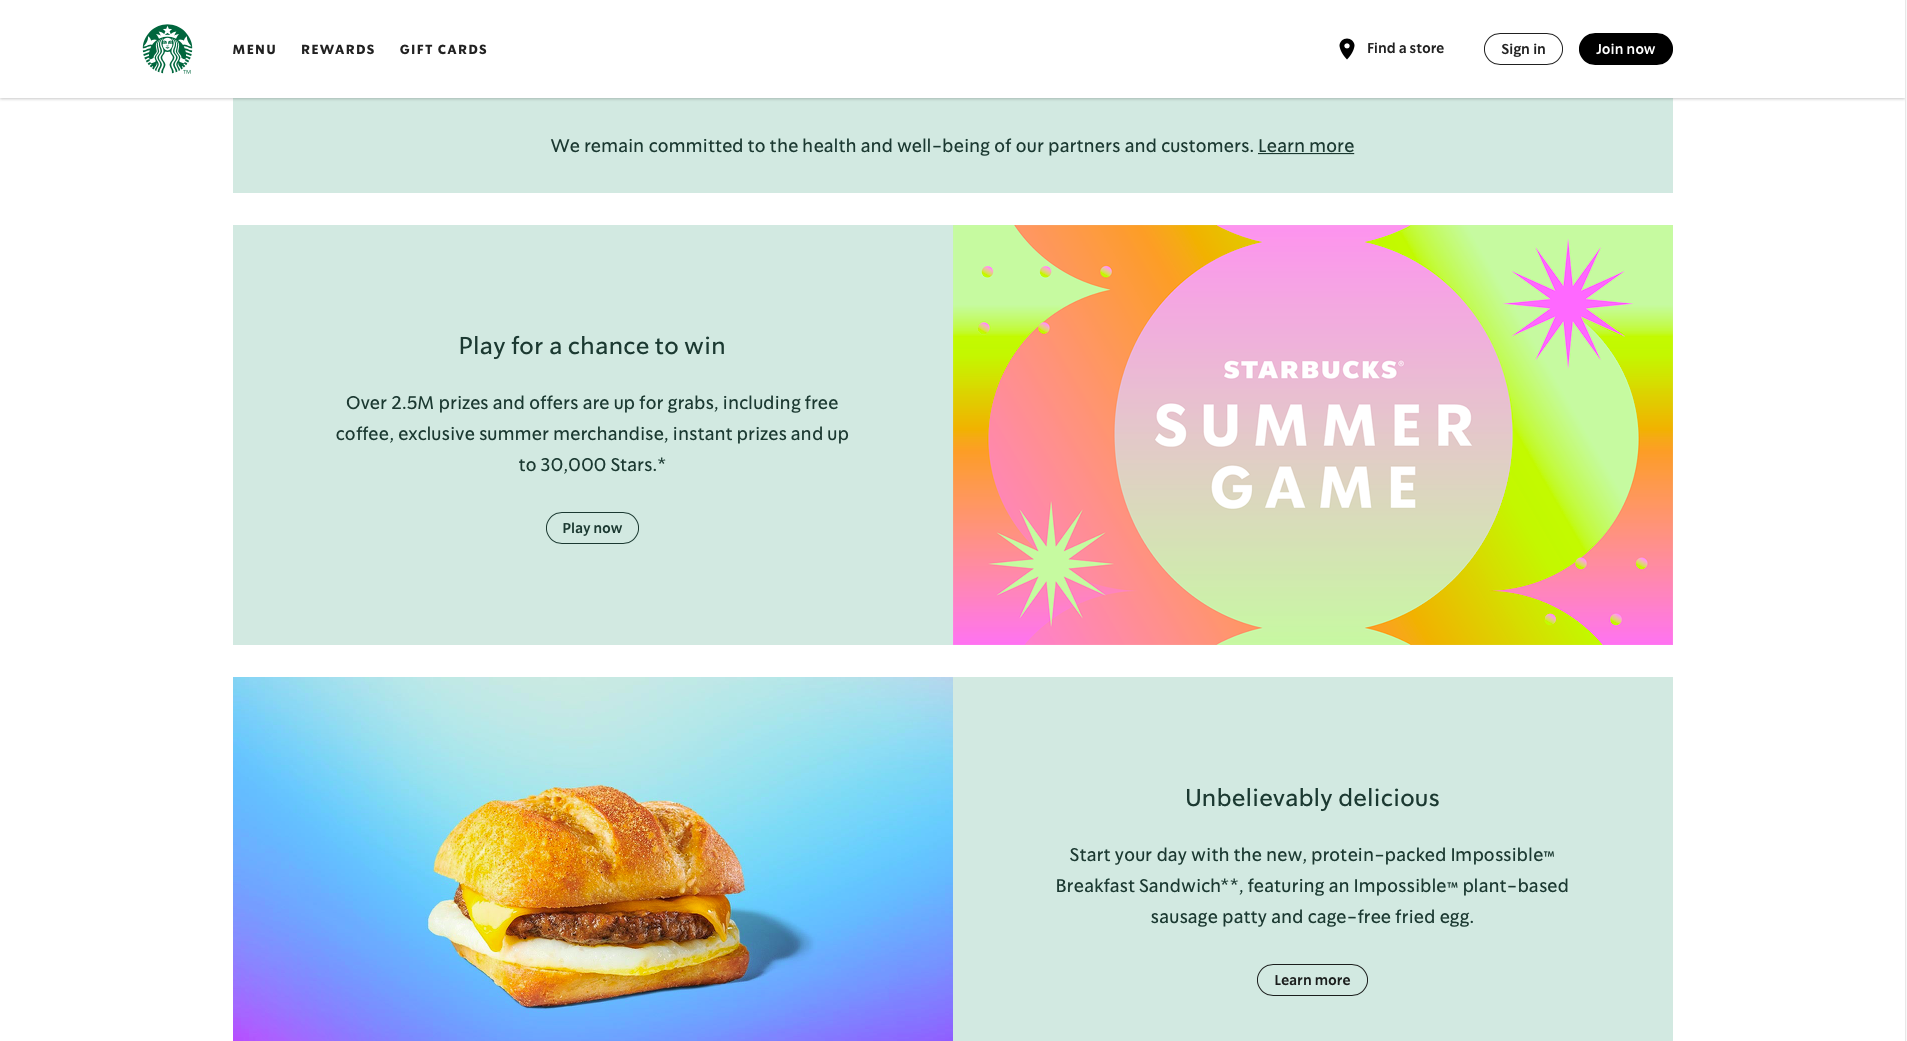 MENU
REWARDS
GIFT CARDS
Find a store
Sign in
Join now
TM
We remain committed to the health and well-being of our partners and customers. Learn more
Play for a chance to win
Over 2.5M prizes and offers are up for grabs, including free
coffee, exclusive summer merchandise, instant prizes and up
to 30,000 Stars.*
Play now
STARBUCKS®
SUMMER
GAME
Unbelievably delicious
Start your day with the new, protein-packed Impossible™
Breakfast Sandwich**, featuring an Impossible™ plant-based
sausage patty and cage-free fried egg.
Learn more